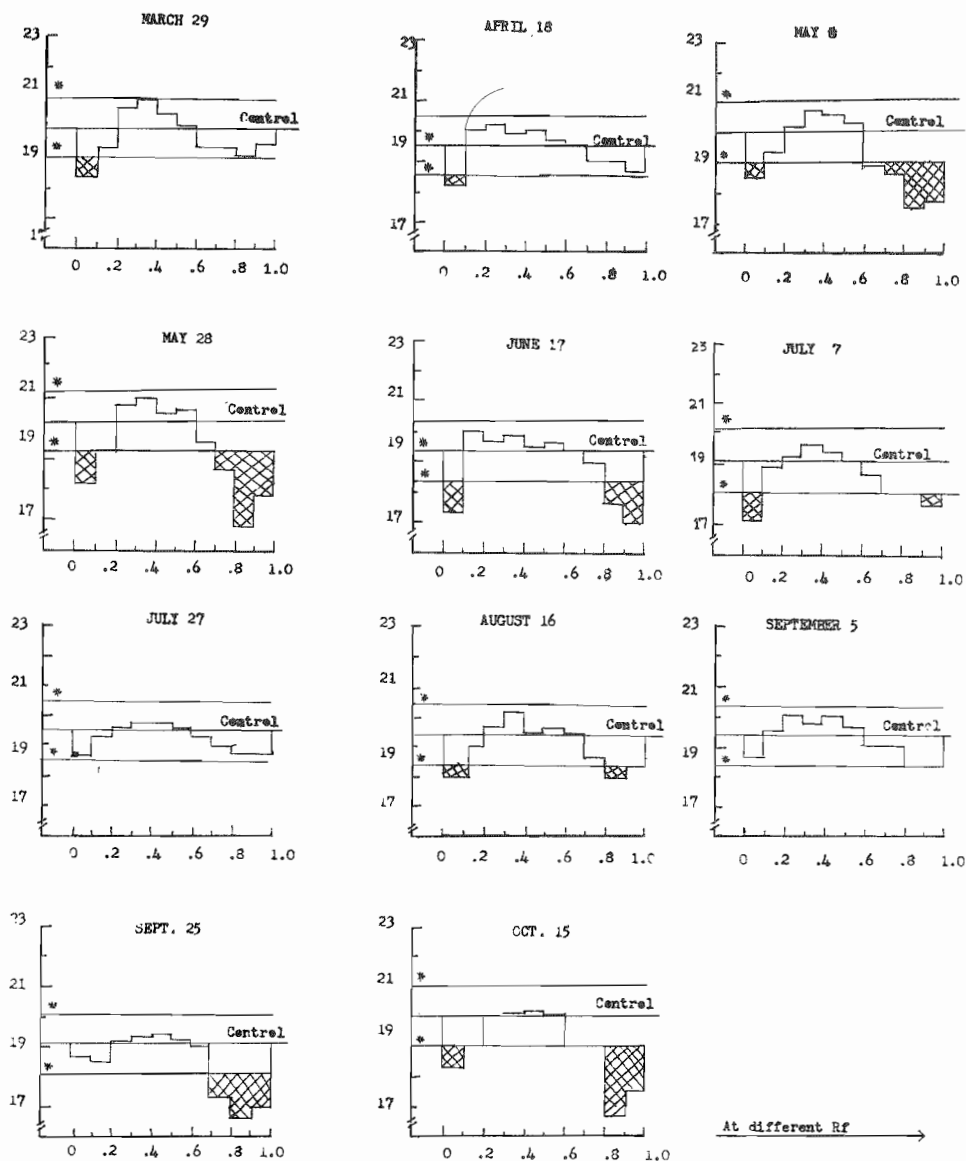 MARCH 29
23
21
*
Control
*
19
17
0 .2 .4 .6 .8 1.0
AFRIL 18
23
21
*
Control
19
*
17
0 .2 .4 .6 .8 1.0
MAY 8
23
21
*
Control
*
19
17
0 .2 .4 .6 .8 1.0
MAY 28
23
*
21
Control
*
19
17
0 .2 .4 .6 .8 1.0
JUNE 17
23
21
*
Control
19
*
17
0 .2 .4 .6 .8 1.0
JULY 7
23
*
21
Control
19
*
17
0 .2 .4 .6 .8 1.0
JULY 27
23
*
21
Control
19
*
17
0 .2 .4 .6 .8 1.0
AUGUST 16
23
*
21
Control
19
*
17
0 .2 .4 .6 .8 1.0
SEPTEMBER 5
23
*
21
Control
19
*
17
0 .2 .4 .6 .8 1.0
SEPT. 25
23
21
*
Control
19
*
17
0 .2 .4 .6 .8 1.0
OCT. 15
23
*
21
Control
*
19
17
0 .2 .4 .6 .8 1.0
At different Rf